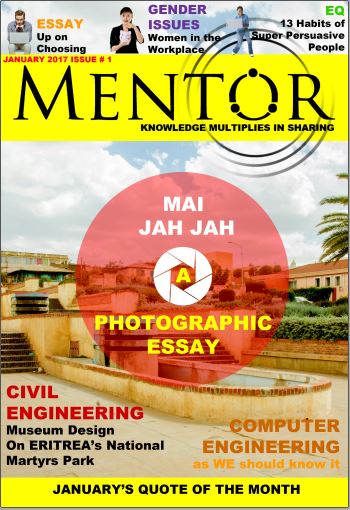 ESSAY
Up on
Choosing
GENDER
ISSUES
Women in the
Workplace
EQ
13 Habits of
Super Persuasive
People
JANUARY 2017 ISSUE # 1
MENTOR
KNOWLEDGE MULTIPLIES IN SHARING
MAI
JAH JAH
A
PHOTOGRAPHIC
ESSAY
CIVIL
ENGINEERING
Museum Design
On ERITREA's National
Martyrs Park
COMPUTER
ENGINEERING
as WE should know it
JANUARY'S QUOTE OF THE MONTH